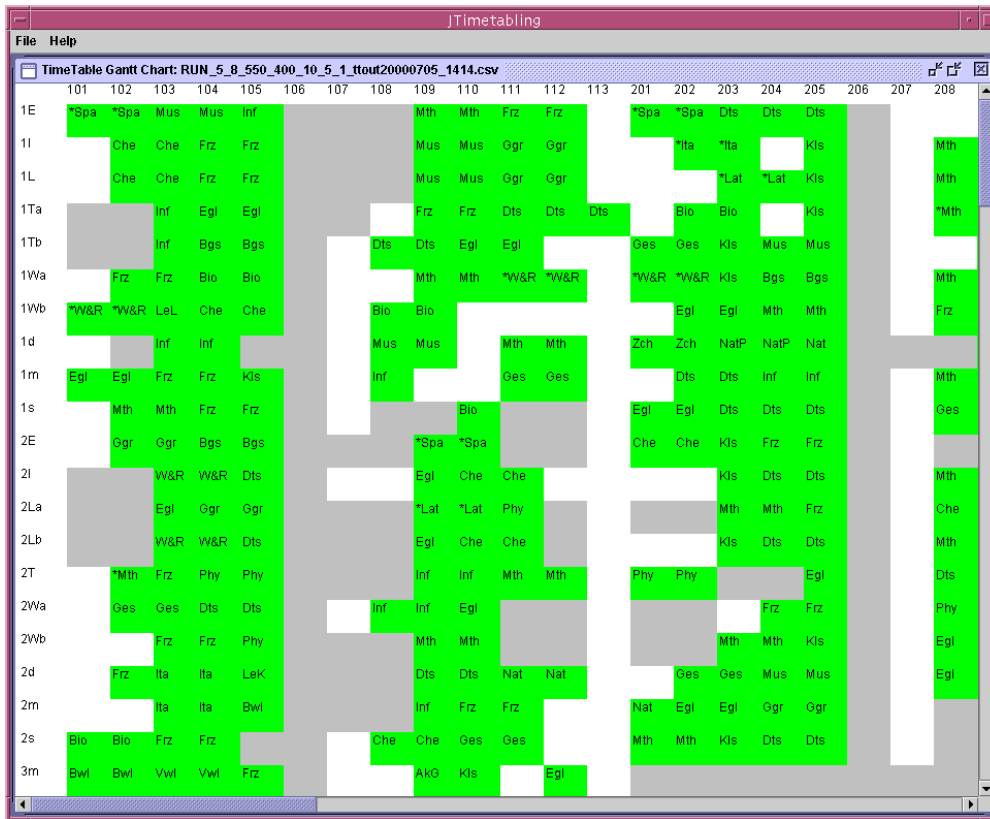 JTimetabling
File Help
TimeTable Gantt Chart: RUN_5_8_550_400_10_5_1_ttout20000705_1414.csv
101 102 103 104 105 106 107 108 109 110 111 112 113 201 202 203 204 205 206 207 208
1E *Spa *Spa Mus Mus Inf Mth Mth Frz Frz *Spa *Spa Dts Dts Dts
1I Che Che Frz Frz Mus Mus Ggr Ggr *Ita *Ita Kls Mth
1L Che Che Frz Frz Mus Mus Ggr Ggr *Lat *Lat Kls Mth
1Ta Inf Egl Egl Frz Frz Dts Dts Dts Bio Bio Kls *Mth
1Tb Inf Bgs Bgs Dts Dts Egl Egl Ges Ges Kls Mus Mus
1Wa Frz Frz Bio Bio Mth Mth *W&R *W&R *W&R *W&R Kls Bgs Bgs Mth
1Wb *W&R *W&R LeL Che Che Bio Bio Egl Egl Mth Mth Frz
1d Inf Inf Mus Mus Mth Mth Zch Zch NatP NatP Nat
1m Egl Egl Frz Frz Kls Inf Ges Ges Dts Dts Inf Inf Mth
1s Mth Mth Frz Frz Bio Egl Egl Dts Dts Dts Ges
2E Ggr Ggr Bgs Bgs *Spa *Spa Che Che Kls Frz Frz
2I W&R W&R Dts Egl Che Che Kls Dts Dts Mth
2La Egl Ggr Ggr *Lat *Lat Phy Mth Mth Frz Che
2Lb W&R W&R Dts Egl Che Che Kls Dts Dts Mth
2T *Mth Frz Phy Phy Inf Inf Mth Mth Phy Phy Egl Dts
2Wa Ges Ges Dts Dts Inf Inf Egl Frz Frz Phy
2Wb Frz Frz Phy Mth Mth Mth Mth Kls Egl
2d Frz Ita Ita LeK Dts Dts Nat Nat Ges Ges Mus Mus Egl
2m Ita Ita Bwl Inf Frz Frz Nat Egl Egl Ggr Ggr
2s Bio Bio Frz Frz Che Che Ges Ges Mth Mth Kls Dts Dts
3m Bwl Bwl Vwl Vwl Frz AkG Kls Egl